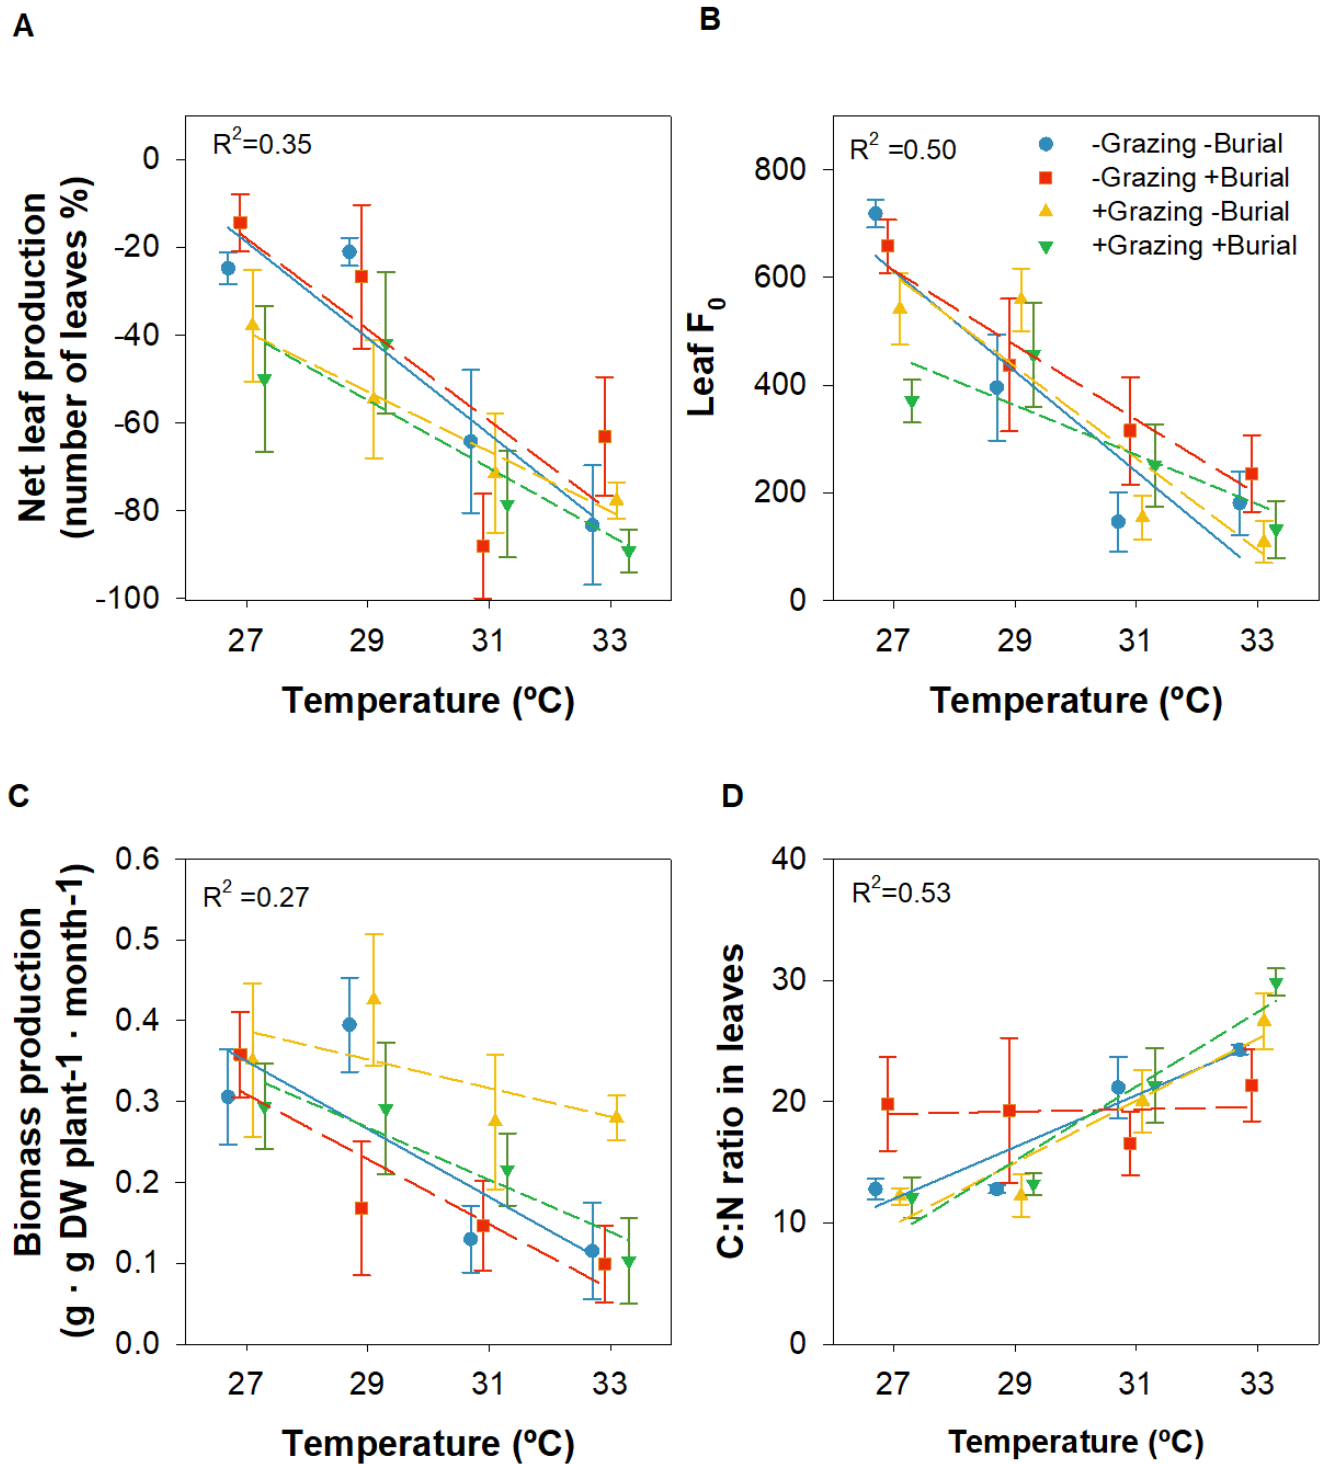 A
R2=0.35
Net leaf production
(number of leaves %)
0
-20
-40
-60
-80
-100
27 29 31 33
Temperature (ºC)
B
R2 =0.50
-Grazing -Burial
-Grazing +Burial
+Grazing -Burial
+Grazing +Burial
Leaf F0
800
600
400
200
0
27 29 31 33
Temperature (ºC)
C
R2 =0.27
Biomass production
(g · g DW plant-1 · month-1)
0.6
0.5
0.4
0.3
0.2
0.1
0.0
27 29 31 33
Temperature (ºC)
D
R2=0.53
C:N ratio in leaves
40
30
20
10
0
27 29 31 33
Temperature (ºC)